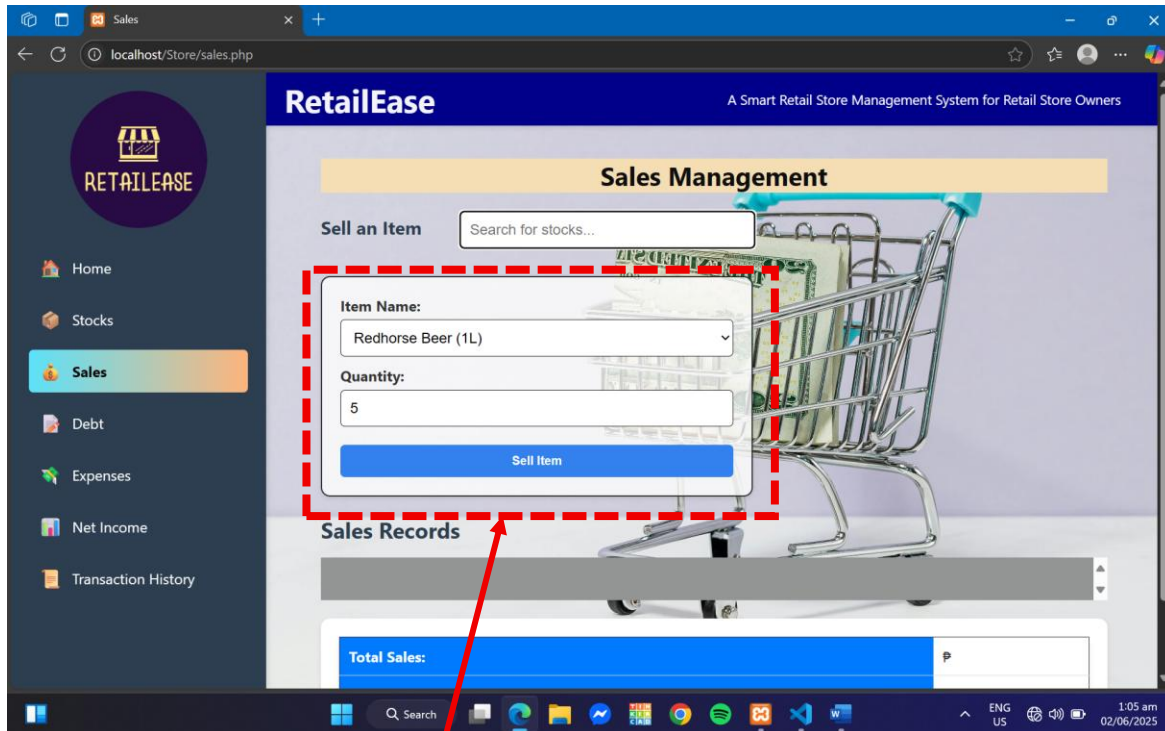 Sales
localhost/Store/sales.php
RETAILEASE
RetailEase
A Smart Retail Store Management System for Retail Store Owners
Home
Stocks
Sales
Debt
Expenses
Net Income
Transaction History
Sales Management
Sell an Item
Search for stocks...
Item Name:
Redhorse Beer (1L)
Quantity:
5
Sell Item
Sales Records
Total Sales:
₱
Search
ENG
US
1:05 am
02/06/2025